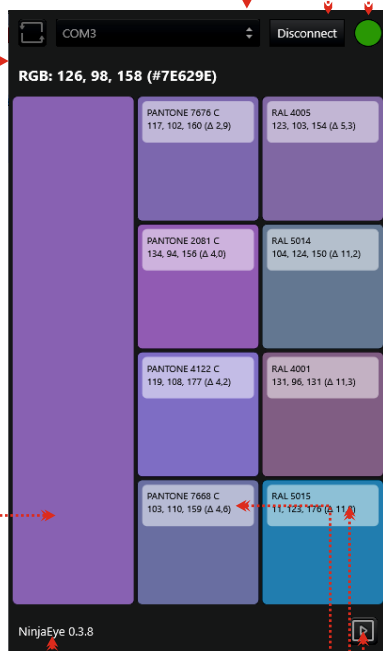 COM3
Disconnect
RGB: 126, 98, 158 (#7E629E)
PANTONE 7676 C
117, 102, 160 (Δ 2,9)
RAL 4005
123, 103, 154 (Δ 5,3)
PANTONE 2081 C
134, 94, 156 (Δ 4,0)
RAL 5014
104, 124, 150 (Δ 11,2)
PANTONE 4122 C
119, 108, 177 (Δ 4,2)
RAL 4001
131, 96, 131 (Δ 11,3)
PANTONE 7668 C
103, 110, 159 (Δ 4,6)
RAL 5015
11, 123, 176 (Δ
NinjaEye 0.3.8